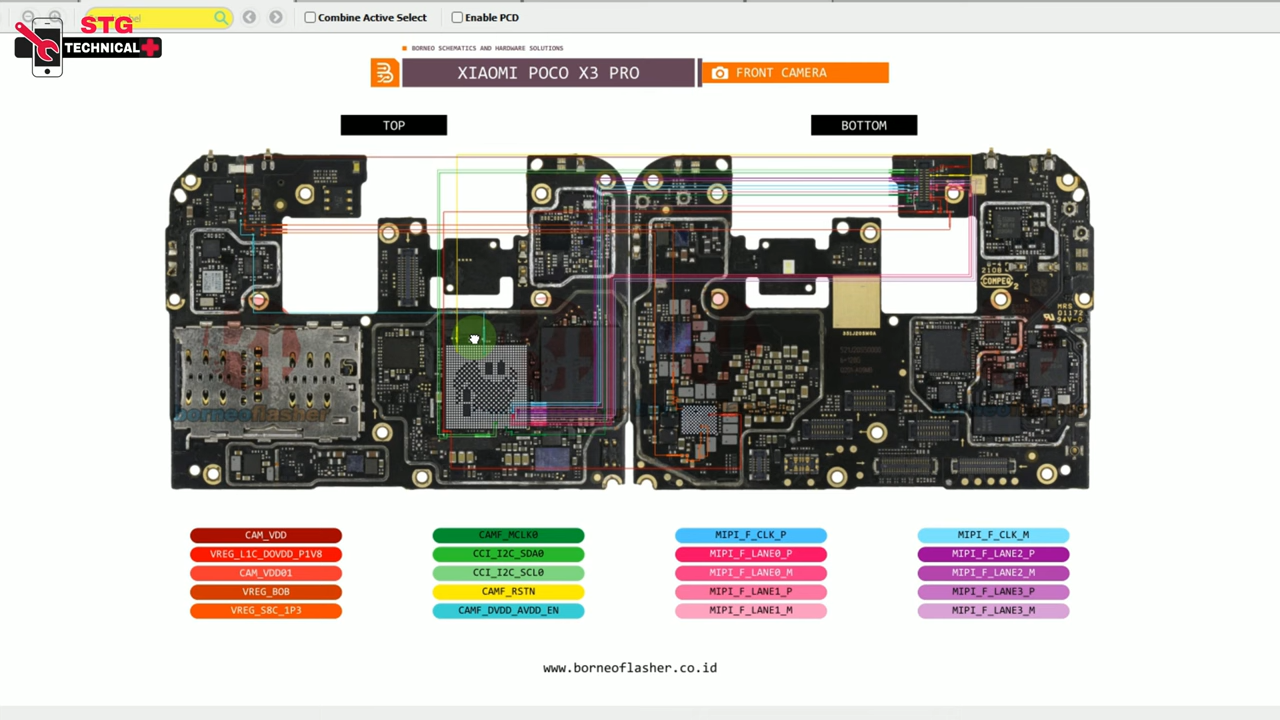 Combine Active Select
Enable PCD
STG
TECHNICAL
BORNEO SCHEMATICS AND HARDWARE SOLUTIONS
XIAOMI POCO X3 PRO
FRONT CAMERA
TOP
BOTTOM
COMPEQ
borneoflasher
CAM_VDD
CAMF_MCLK0
MIPI_F_CLK_P
MIPI_F_CLK_M
VREG_L1C_DOVDD_P1V8
CCI_I2C_SDA0
MIPI_F_LANE0_P
MIPI_F_LANE2_P
CAM_VDD01
CCI_I2C_SCL0
MIPI_F_LANE0_M
MIPI_F_LANE2_M
VREG_BOB
CAMF_RSTN
MIPI_F_LANE1_P
MIPI_F_LANE3_P
VREG_S8C_1P3
CAMF_DVDD_AVDD_EN
MIPI_F_LANE1_M
MIPI_F_LANE3_M
www.borneoflasher.co.id